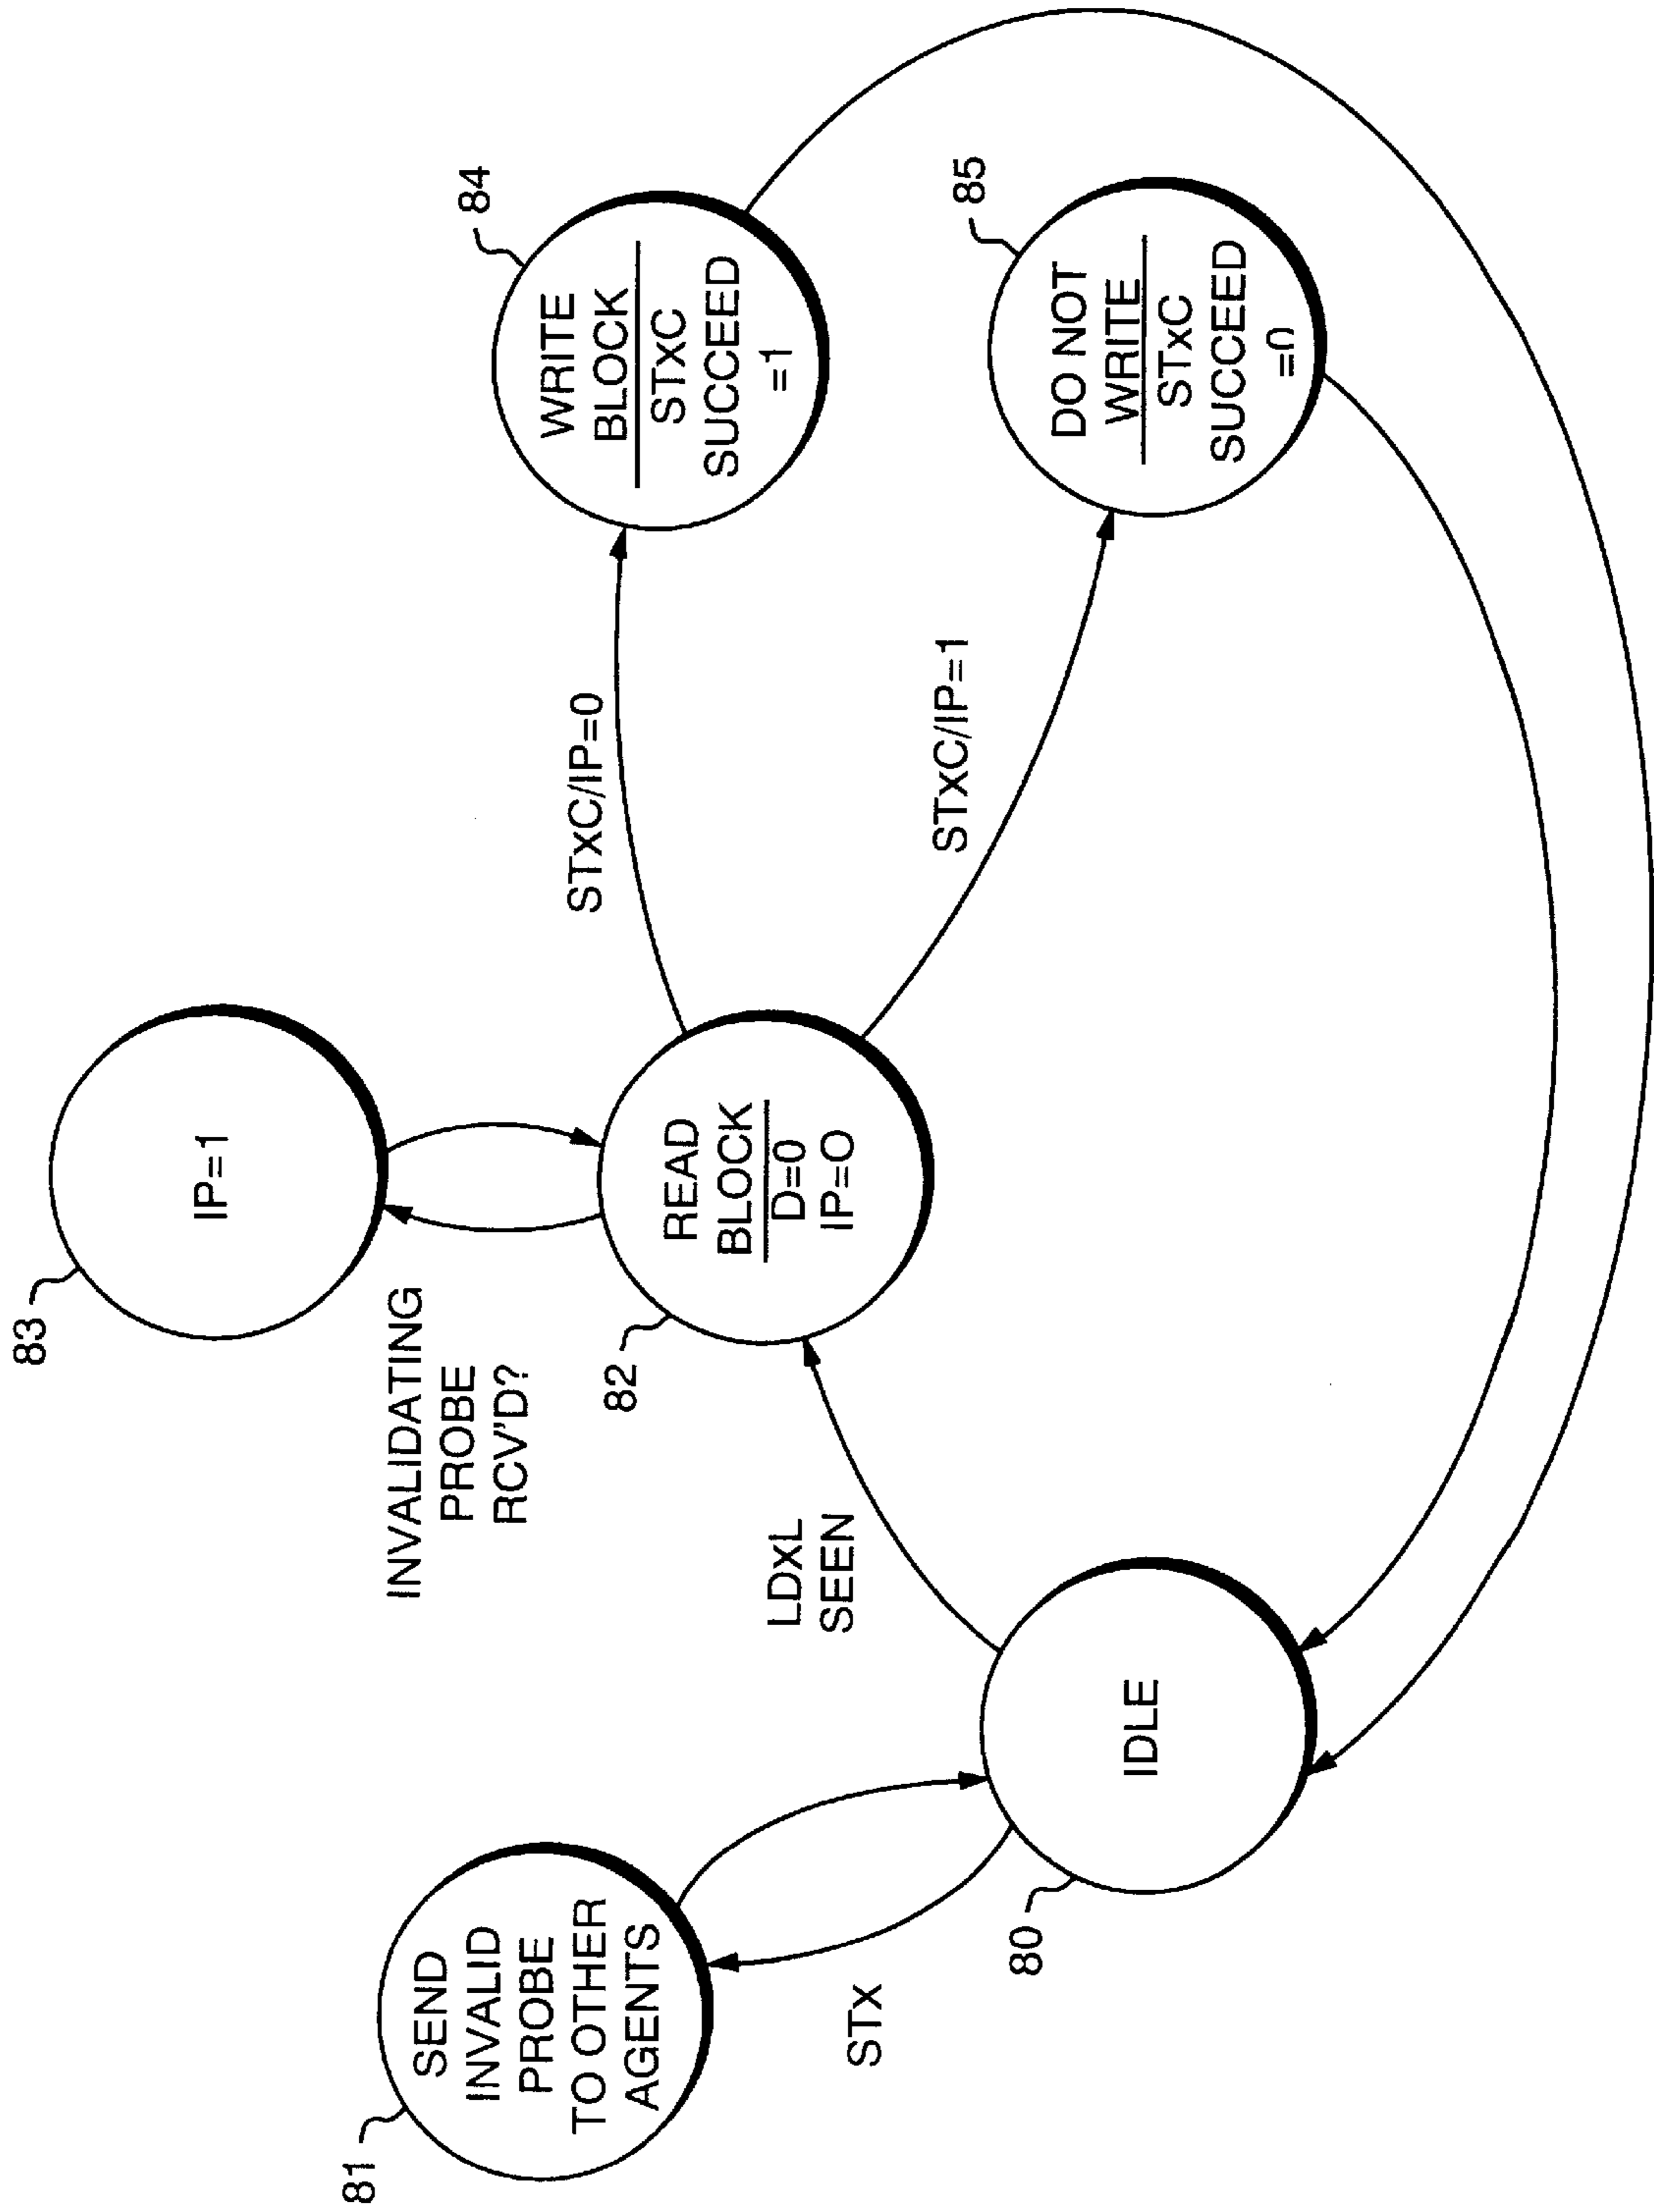 83
IP=1
INVALIDATING
PROBE
RCV'D?
84
WRITE
BLOCK
STxC
SUCCEED
=1
STxC/IP=0
82
READ
BLOCK
D=0
IP=O
81
SEND
INVALID
PROBE
TO OTHER
AGENTS
LDxL
SEEN
STxC/IP=1
85
DO NOT
WRITE
STxC
SUCCEED
=0
STx
80
IDLE